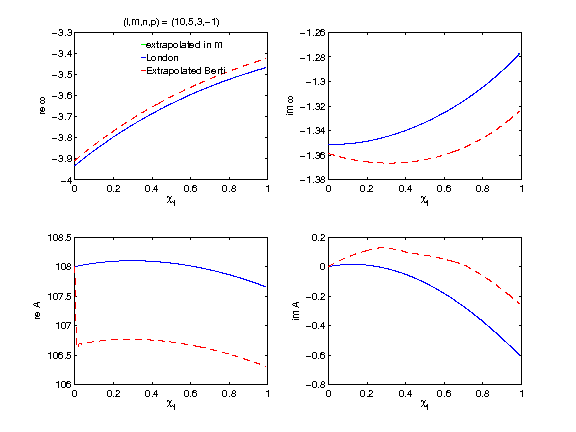 (l,m,n,p) = (10,5,3,−1)
−3.3
−3.4
−3.5
−3.6
−3.7
−3.8
−3.9
−4
re ω
0 0.2 0.4 0.6 0.8 1
χf
extrapolated in m
London
Extrapolated Berti
−1.26
−1.28
−1.3
−1.32
−1.34
−1.36
−1.38
im ω
0 0.2 0.4 0.6 0.8 1
χf
108.5
108
107.5
107
106.5
106
re A
0 0.2 0.4 0.6 0.8 1
χf
0.2
0
−0.2
−0.4
−0.6
−0.8
im A
0 0.2 0.4 0.6 0.8 1
χf